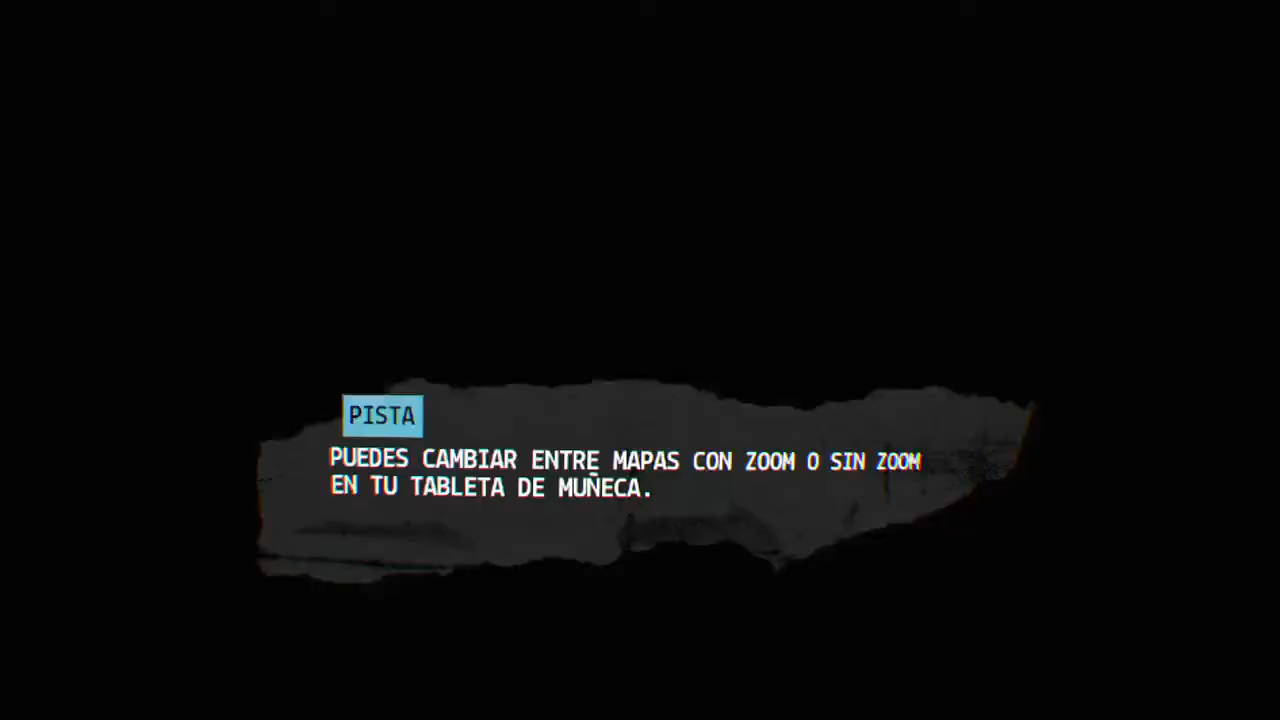 PISTA
PUEDES CAMBIAR ENTRE MAPAS CON ZOOM O SIN ZOOM
EN TU TABLETA DE MUÑECA.